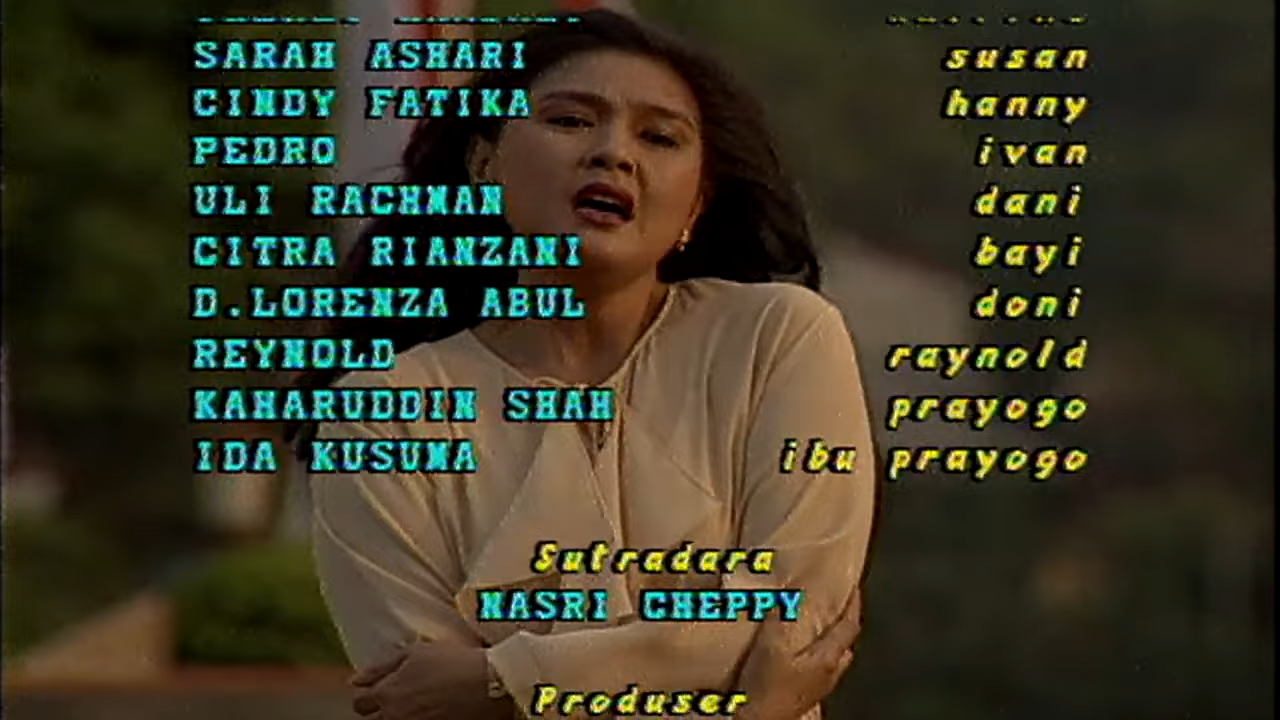 SARAH ASHARI susan
CINDY FATIKA hanny
PEDRO ivan
ULI RACHMAN dani
CITRA RIANZANI bayi
D.LORENZA ABUL doni
REYNOLD raynold
KAHARUDDIN SHAH prayogo
IDA KUSUMA ibu prayogo
Sutradara
NASRI CHEPPY
Produser